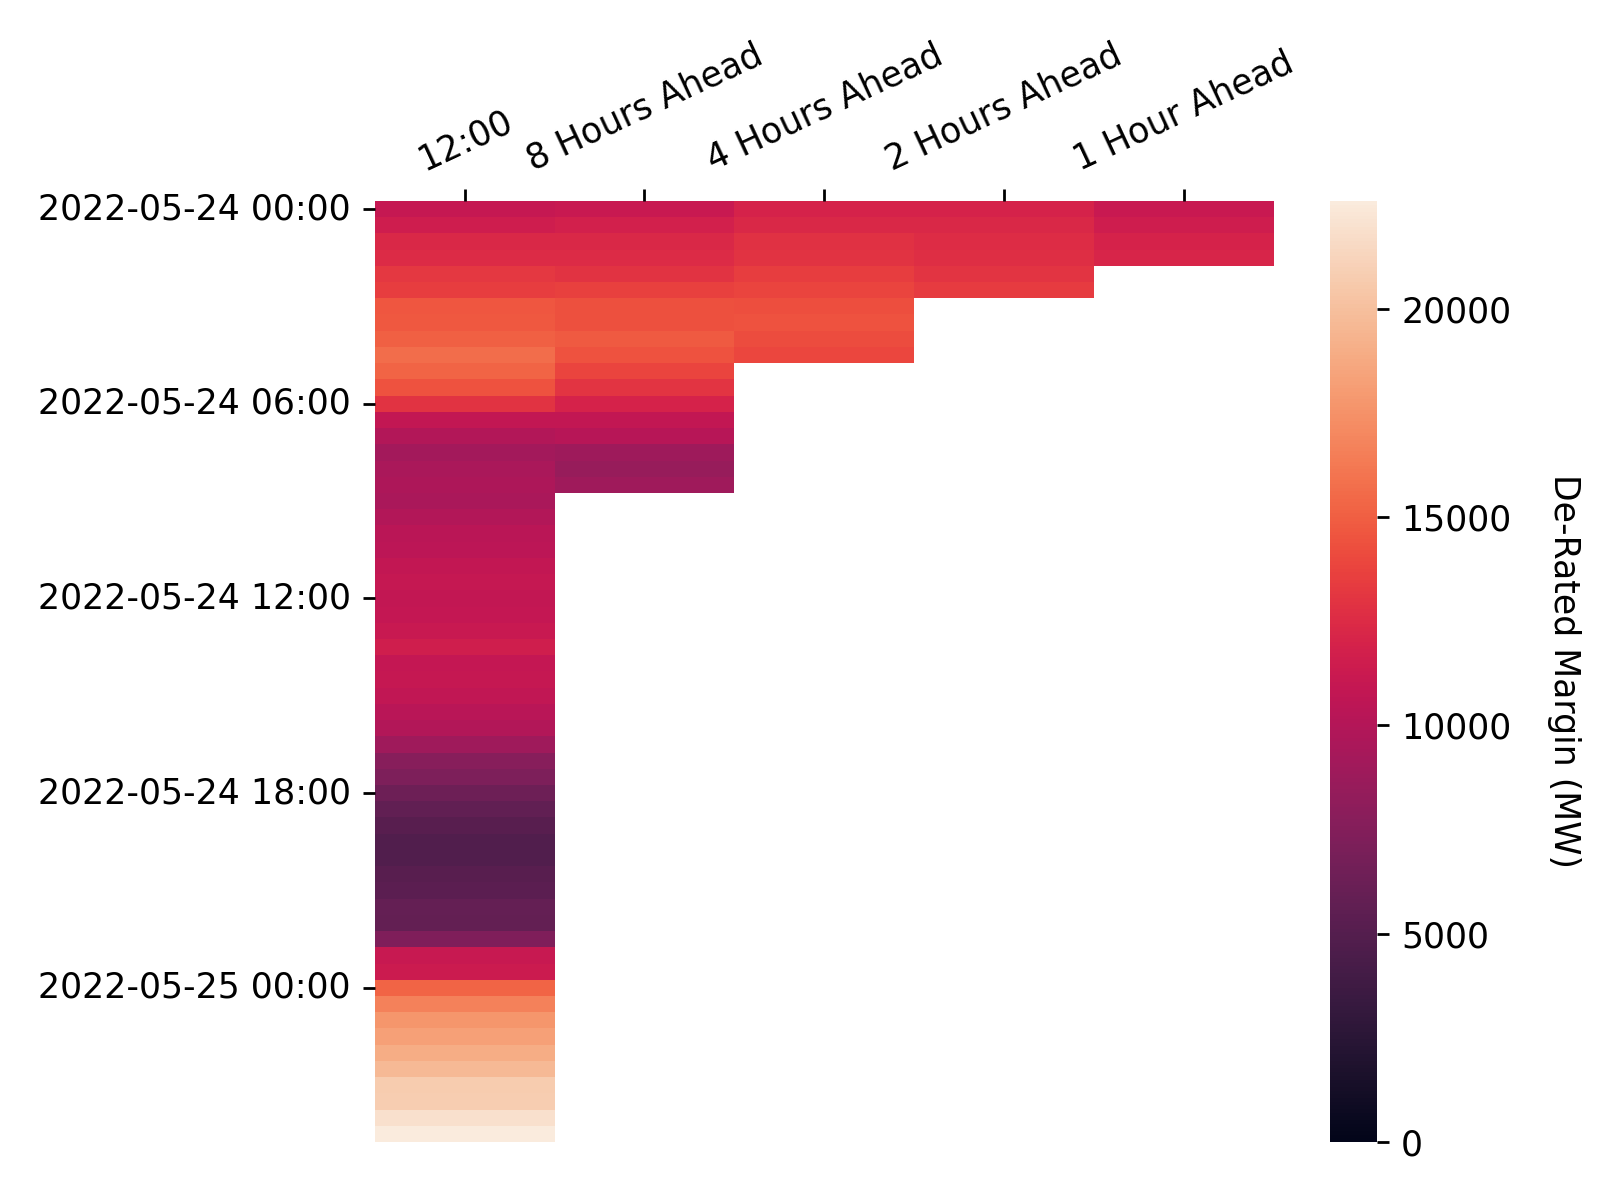 12:00
8 Hours Ahead
4 Hours Ahead
2 Hours Ahead
1 Hour Ahead
2022-05-24 00:00
2022-05-24 06:00
2022-05-24 12:00
2022-05-24 18:00
2022-05-25 00:00
20000
15000
10000
5000
0
De-Rated Margin (MW)